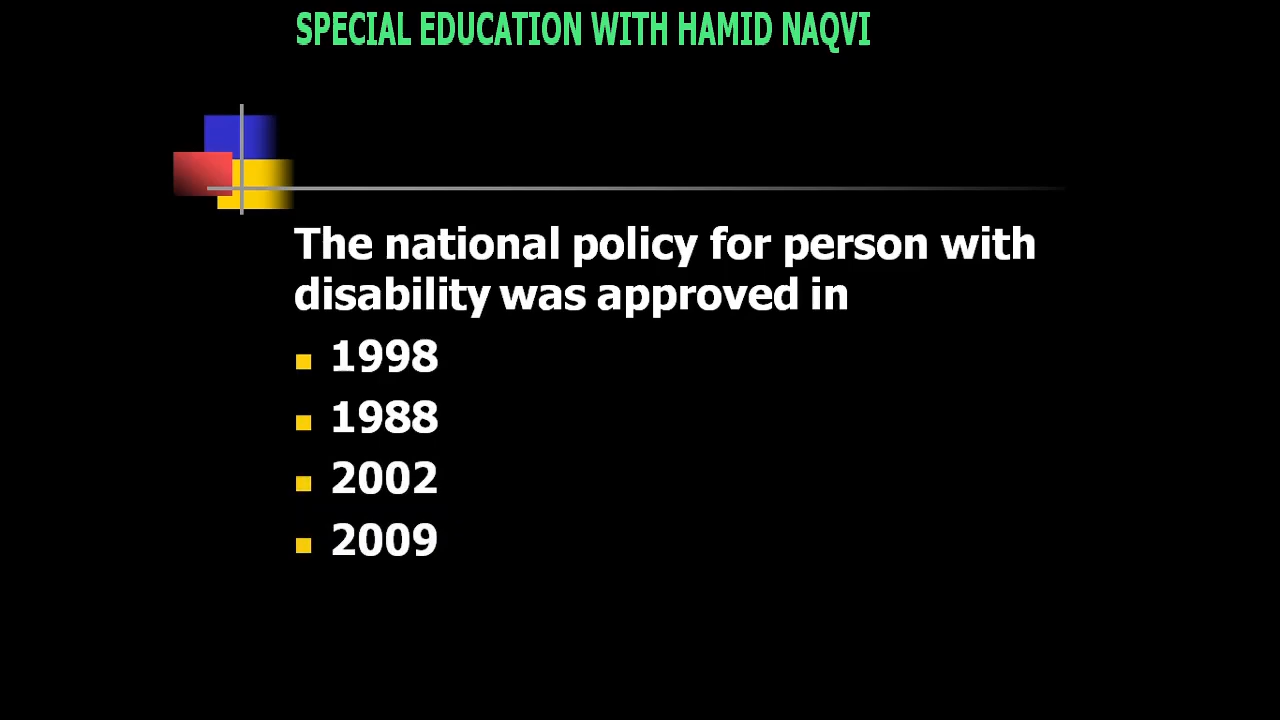 SPECIAL EDUCATION WITH HAMID NAQVI
The national policy for person with
disability was approved in
1998
1988
2002
2009